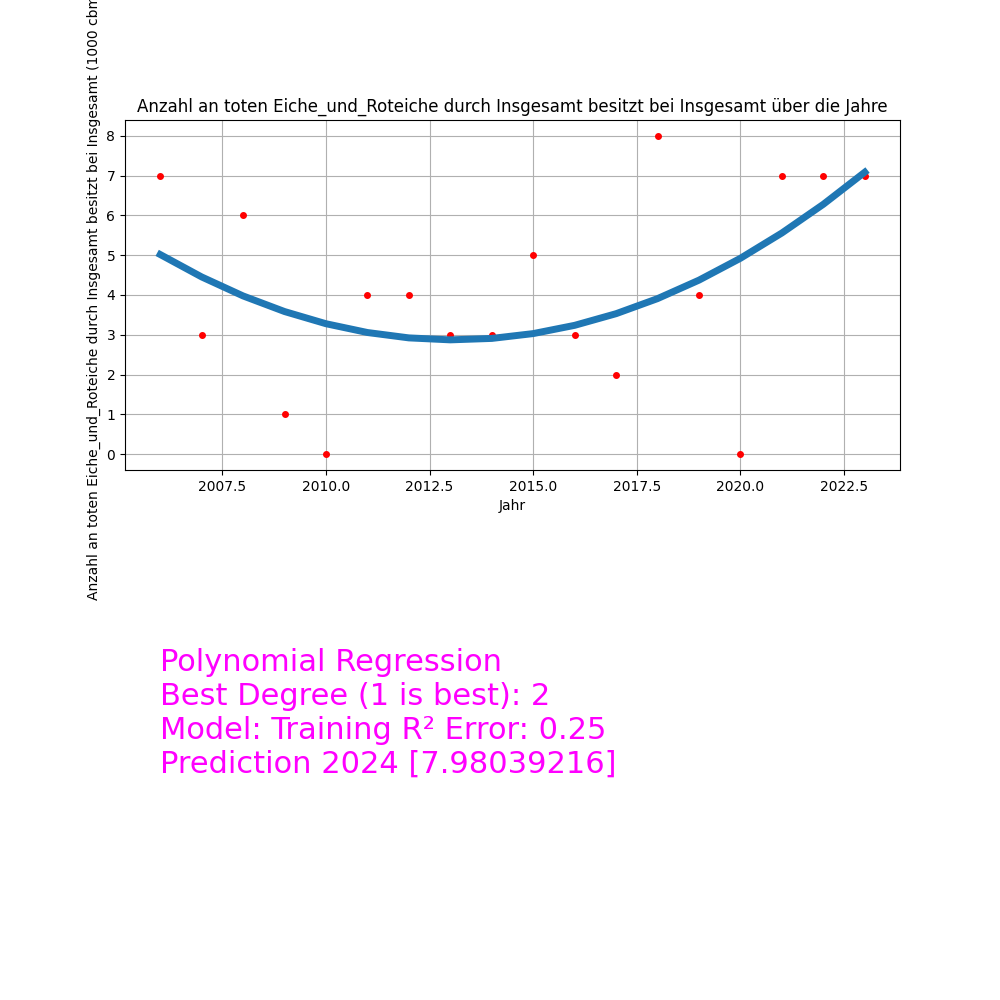 Anzahl an toten Eiche_und_Roteiche durch Insgesamt besitzt bei Insgesamt über die Jahre
Anzahl an toten Eiche_und_Roteiche durch Insgesamt besitzt bei Insgesamt (1000 cbm
8
7
6
5
4
3
2
1
0
2007.5 2010.0 2012.5 2015.0 2017.5 2020.0 2022.5
Jahr
Polynomial Regression
Best Degree (1 is best): 2
Model: Training R² Error: 0.25
Prediction 2024 [7.98039216]